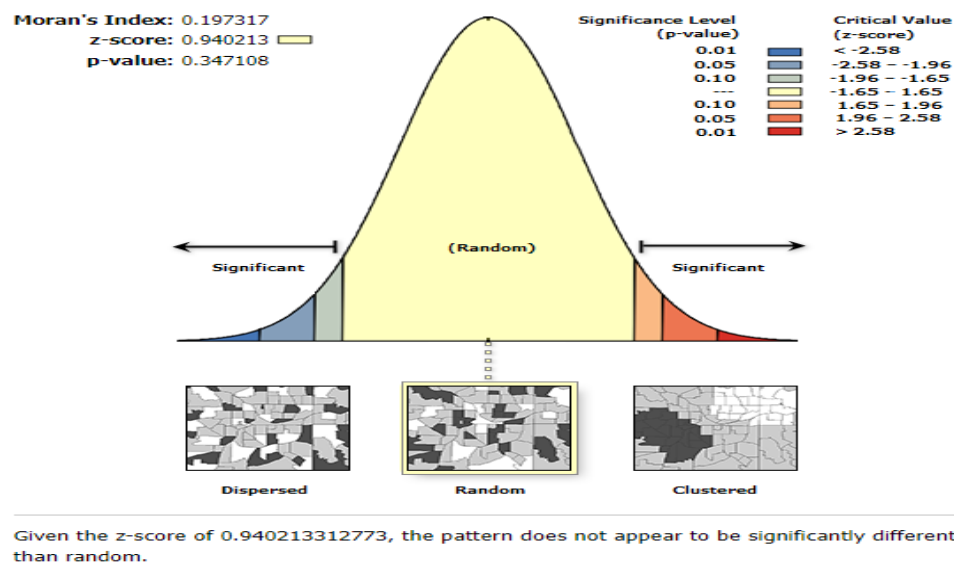 Moran's Index: 0.197317
z-score: 0.940213
p-value: 0.347108
Significance Level
(p-value)
Critical Value
(z-score)
0.01 < -2.58
0.05 -2.58 – -1.96
0.10 -1.96 – -1.65
--- -1.65 – 1.65
0.10 1.65 – 1.96
0.05 1.96 – 2.58
0.01 > 2.58
(Random)
Significant
Significant
Dispersed
Random
Clustered
Given the z-score of 0.940213312773, the pattern does not appear to be significantly different
than random.